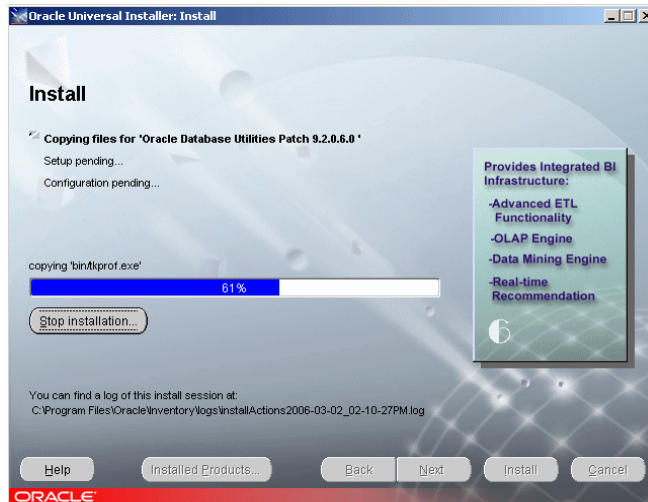 Oracle Universal Installer: Install
Install
Copying files for 'Oracle Database Utilities Patch 9.2.0.6.0 '
Setup pending...
Configuration pending...
copying 'bin/tkprof.exe'
61%
Stop installation...
Provides Integrated BI
Infrastructure:
-Advanced ETL
Functionality
-OLAP Engine
-Data Mining Engine
-Real-time
Recommendation
6
You can find a log of this install session at:
C:\Program Files\Oracle\Inventory\logs\installActions2006-03-02_02-10-27PM.log
Help
Installed Products...
Back
Next
Install
Cancel
ORACLE